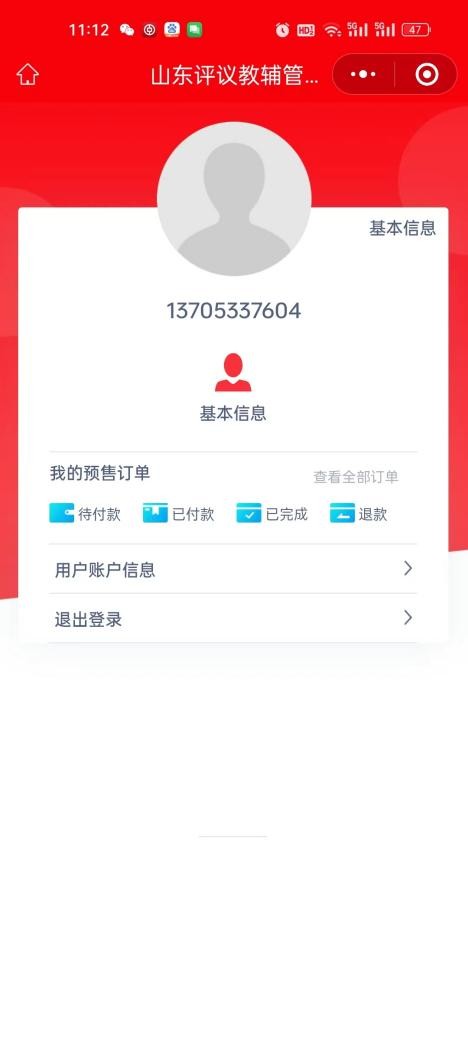 11:12
HD 5G 5G 47
山东评议教辅管...
基本信息
13705337604
基本信息
我的预售订单 查看全部订单
待付款 已付款 已完成 退款
用户账户信息
退出登录